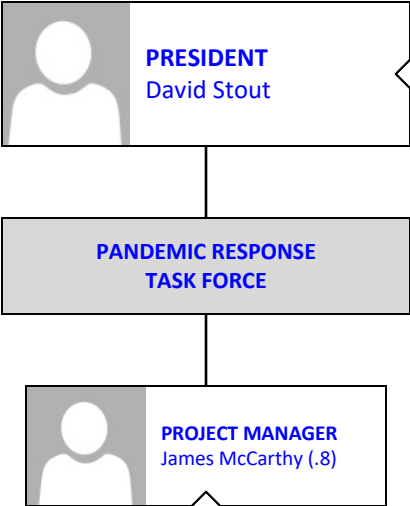 PRESIDENT
David Stout
PANDEMIC RESPONSE
TASK FORCE
PROJECT MANAGER
James McCarthy (.8)